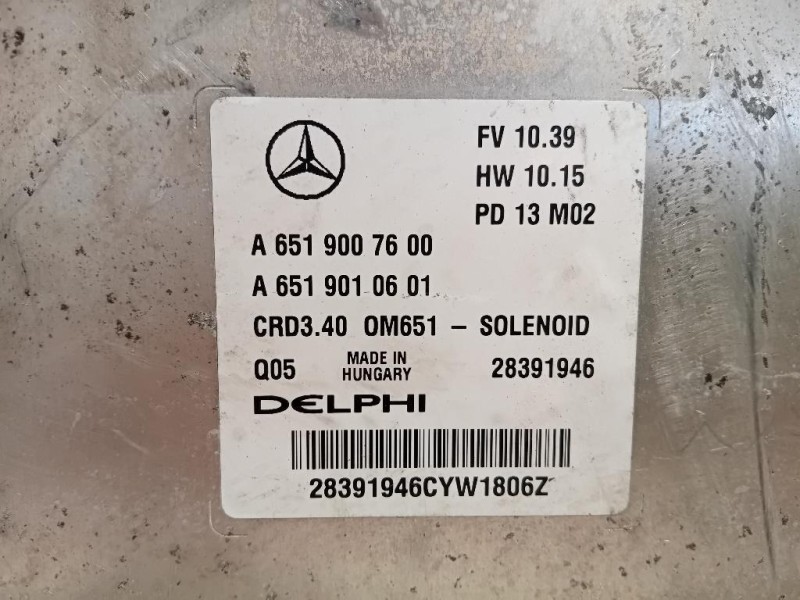 FV 10.39
HW 10.15
PD 13 M02
A 651 900 76 00
A 651 901 06 01
CRD3.40 OM651 – SOLENOID
Q05 MADE IN HUNGARY 28391946
DELPHI
28391946CYW1806Z